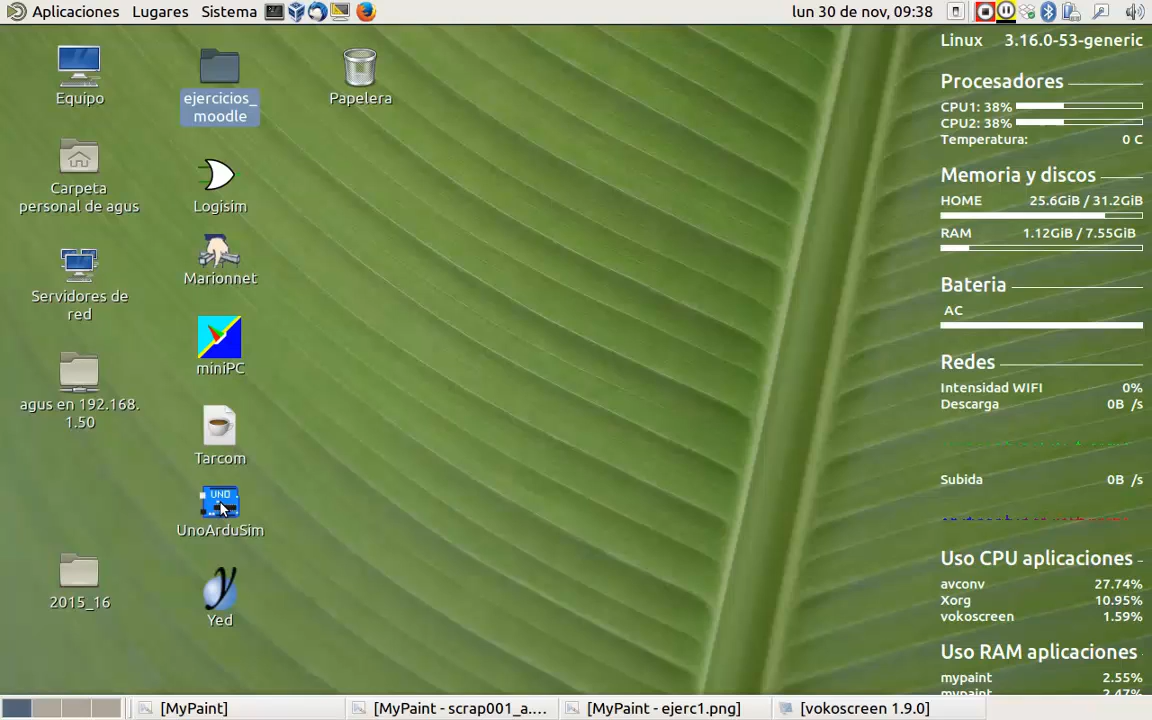 Aplicaciones Lugares Sistema
lun 30 de nov, 09:38
Equipo
ejercicios_
moodle
Papelera
Carpeta
personal de agus
Logisim
Marionnet
Servidores de
red
miniPC
agus en 192.168.
1.50
Tarcom
UNO
UnoArduSim
2015_16
Yed
Linux 3.16.0-53-generic
Procesadores
CPU1: 38%
CPU2: 38%
Temperatura: 0 C
Memoria y discos
HOME 25.6GiB / 31.2GiB
RAM 1.12GiB / 7.55GiB
Bateria
AC
Redes
Intensidad WIFI 0%
Descarga 0B /s
Subida 0B /s
Uso CPU aplicaciones
avconv 27.74%
Xorg 10.95%
vokoscreen 1.59%
Uso RAM aplicaciones
mypaint 2.55%
mypaint 2.47%
[MyPaint]
[MyPaint - scrap001_a....
[MyPaint - ejerc1.png]
[vokoscreen 1.9.0]